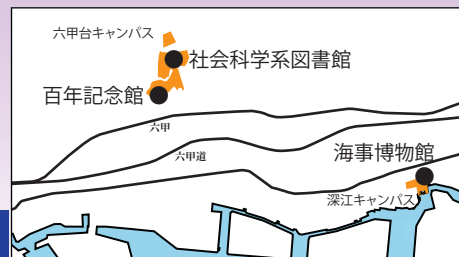 六甲台キャンパス
社会科学系図書館
百年記念館
六甲
六甲道
海事博物館
深江キャンパス